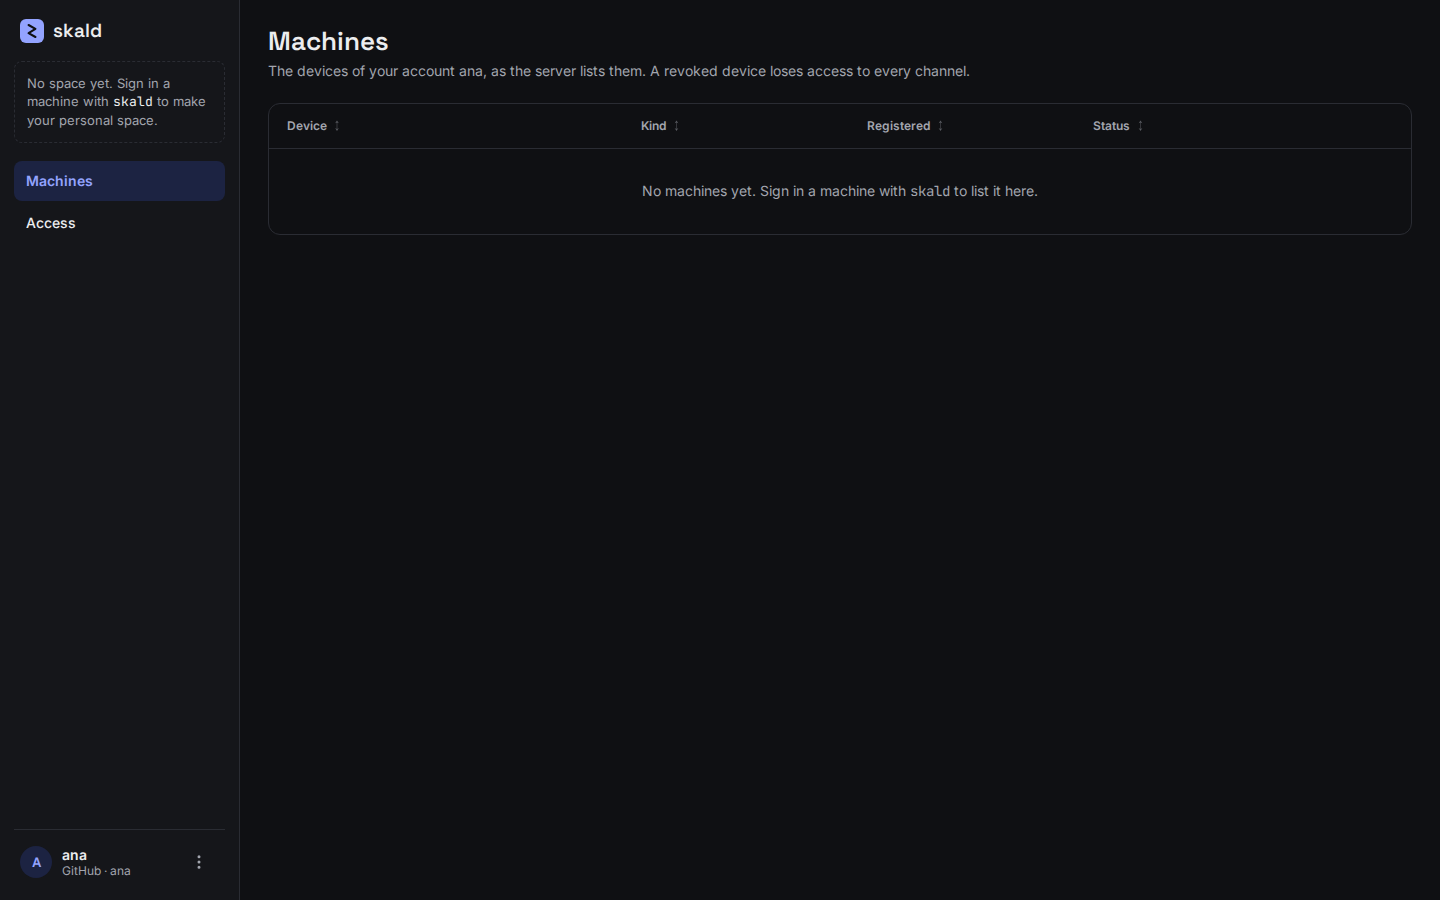 skald
No space yet. Sign in a
machine with skald to make
your personal space.
Machines
Access
Machines
The devices of your account ana, as the server lists them. A revoked device loses access to every channel.
Device Kind Registered Status
No machines yet. Sign in a machine with skald to list it here.
A
ana
GitHub · ana